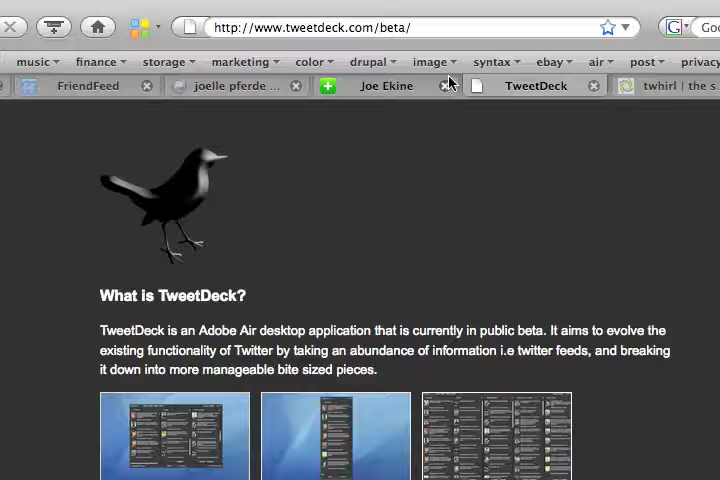 http://www.tweetdeck.com/beta/
G
Goo
music finance storage marketing color drupal image syntax ebay air post privacy
FriendFeed joelle pferde ... Joe Ekine TweetDeck twhirl | the s.
What is TweetDeck?
TweetDeck is an Adobe Air desktop application that is currently in public beta. It aims to evolve the
existing functionality of Twitter by taking an abundance of information i.e twitter feeds, and breaking
it down into more manageable bite sized pieces.